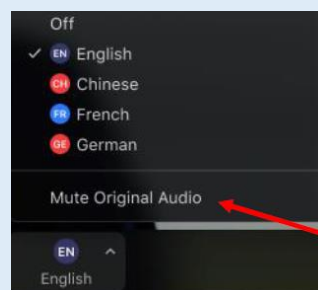 Off
EN English
CH Chinese
FR French
GE German
Mute Original Audio
EN
English